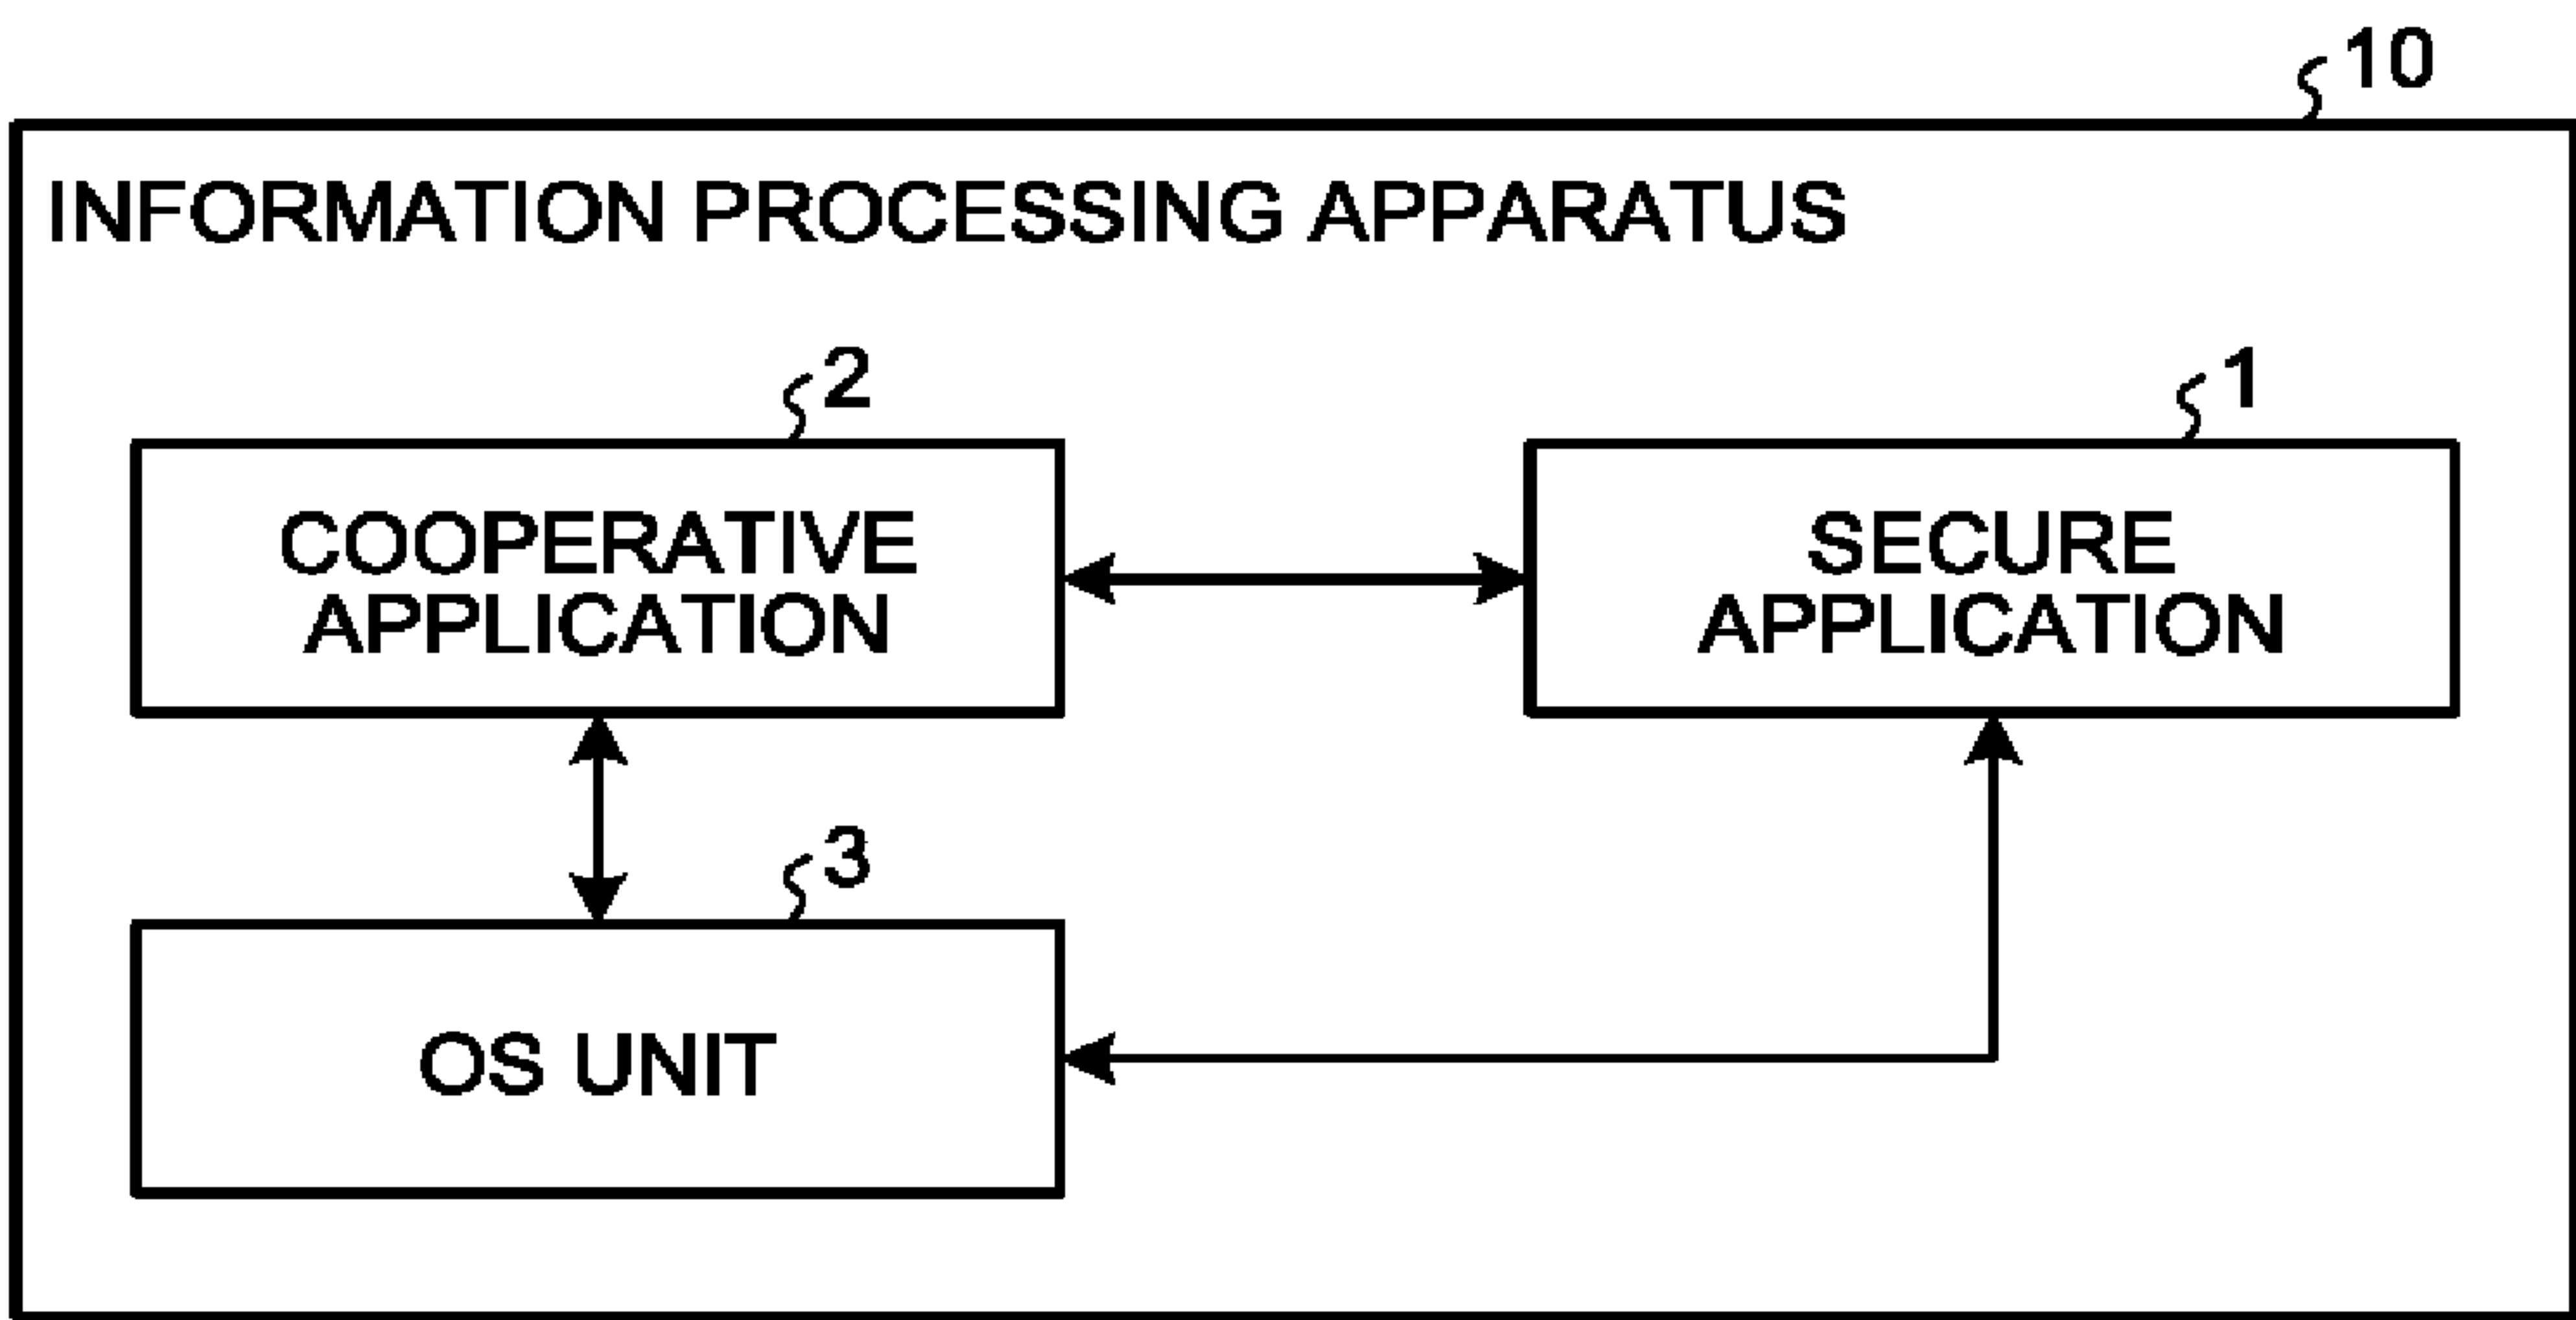 10
INFORMATION PROCESSING APPARATUS
2
1
COOPERATIVE
APPLICATION
SECURE
APPLICATION
3
OS UNIT